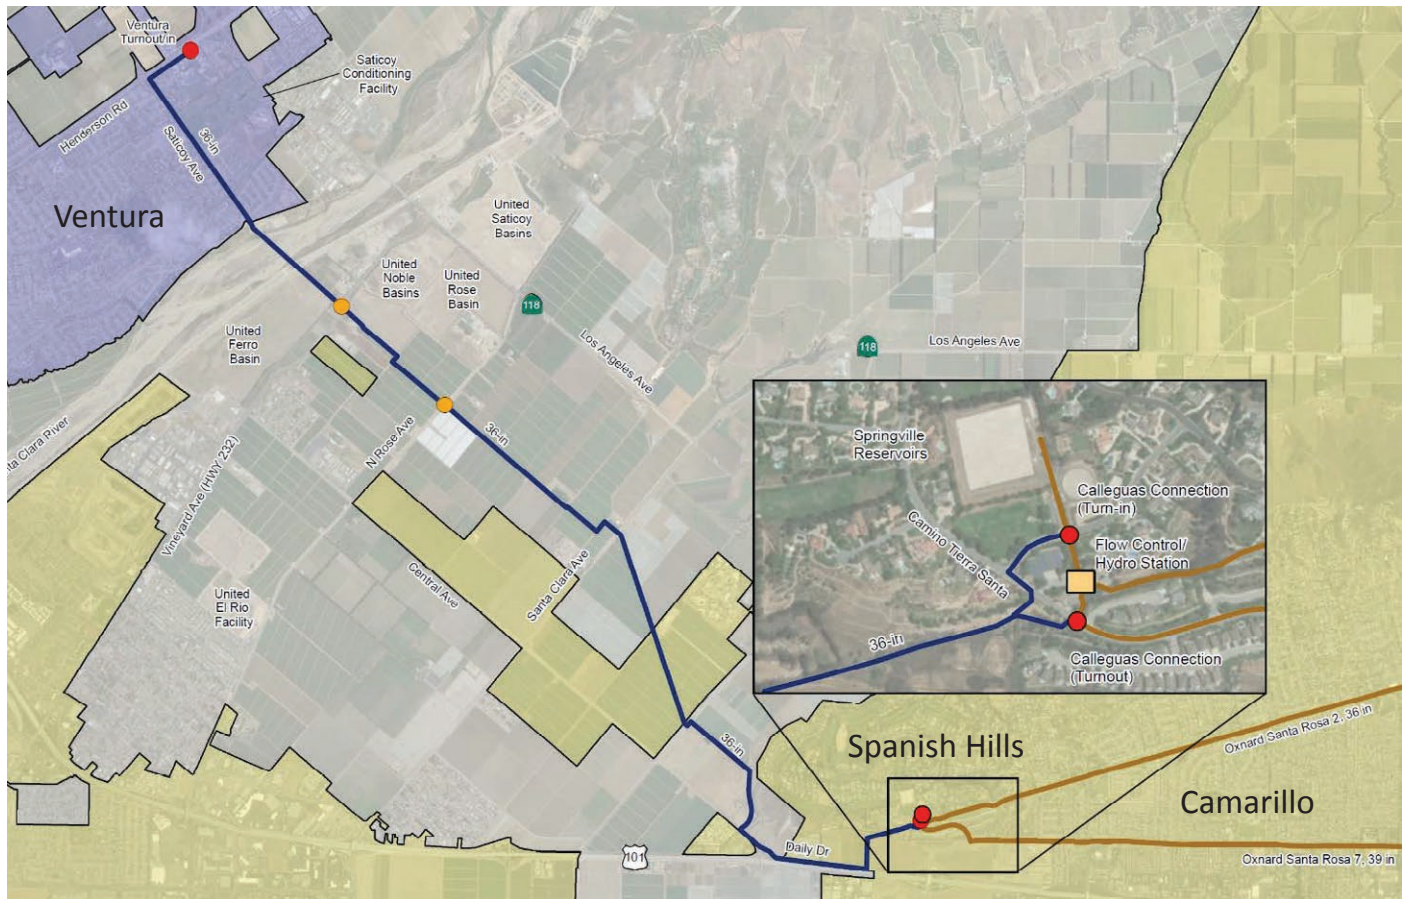 Ventura
Turnout/in
Saticoy
Conditioning
Facility
Henderson Rd
Saticoy Ave
36-in
Ventura
United
Saticoy
Basins
United
Noble
Basins
United
Rose
Basin
118
118
Los Angeles Ave
Los Angeles Ave
United
Ferro
Basin
Clara River
N Rose Ave
36-in
Vineyard Ave (HWY 232)
Springville
Reservoirs
Calleguas Connection
(Turn-in)
Camino Tierra Santa
Flow Control/
Hydro Station
36-in
Calleguas Connection
(Turnout)
Central Ave
Santa Clara Ave
United
El Rio
Facility
36-in
Spanish Hills
Oxnard Santa Rosa 2, 36 in
Camarillo
Daily Dr
101
Oxnard Santa Rosa 7, 39 in